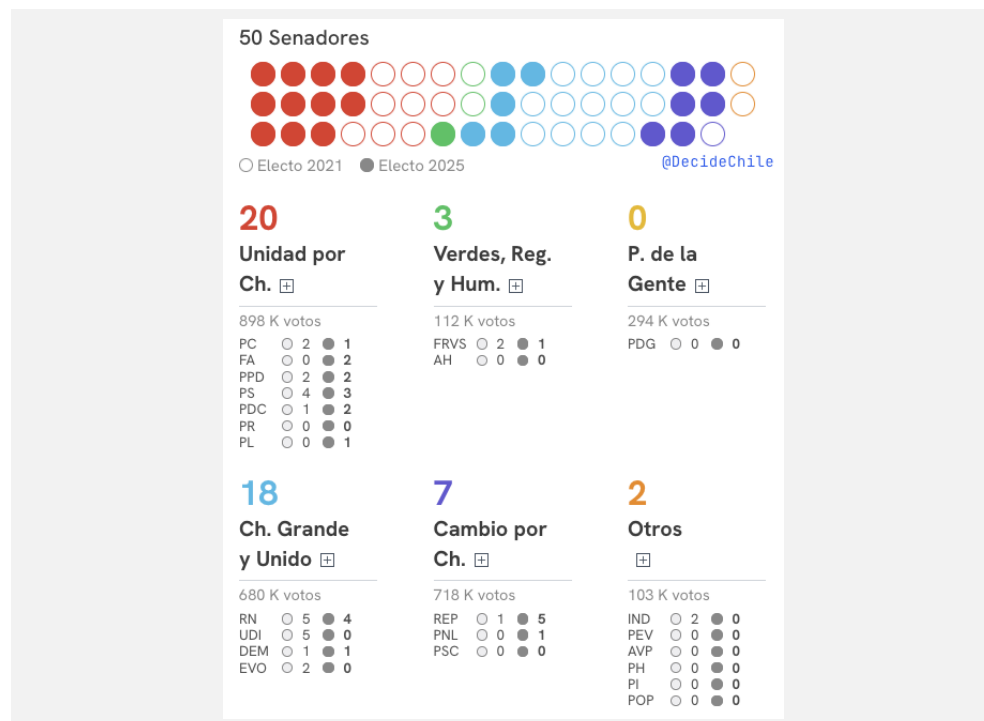 50 Senadores
Electo 2021 Electo 2025
@DecideChile
20
Unidad por
Ch.
898 K votos
PC 2 1
FA 0 2
PPD 2 2
PS 4 3
PDC 1 2
PR 0 0
PL 0 1
3
Verdes, Reg.
y Hum.
112 K votos
FRVS 2 1
AH 0 0
0
P. de la
Gente
294 K votos
PDG 0 0
18
Ch. Grande
y Unido
680 K votos
RN 5 4
UDI 5 0
DEM 1 1
EVO 2 0
7
Cambio por
Ch.
718 K votos
REP 1 5
PNL 0 1
PSC 0 0
2
Otros
103 K votos
IND 2 0
PEV 0 0
AVP 0 0
PH 0 0
PI 0 0
POP 0 0